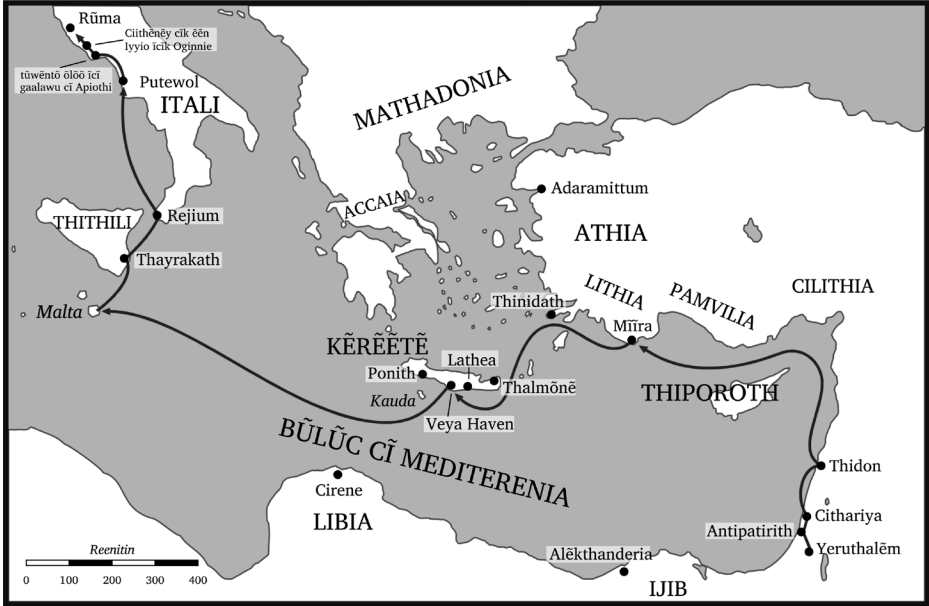 Rũma
Ciithẽnẽy cĩk ẽẽn
Iyyio ĩcĩk Oginnie
tũwẽntõ õlõõ ĩcĩ
gaalawu cĩ Apiothi
Putewol
ITALI
MATHADONIA
Adaramittum
ACCAIA
THITHILI
Rejium
ATHIA
Thayrakath
LITHIA
PAMVILIA
CILITHIA
Malta
Thinidath
Mĩĩra
KẼRẼẼTẼ
Lathea
Ponith
Thalmõnẽ
Kauda
THIPOROTH
Veya Haven
BŨLŨC CĨ MEDITERENIA
Thidon
Cirene
LIBIA
Cithariya
Antipatirith
Yeruthalẽm
Reenitin
0 100 200 300 400
Alẽkthanderia
IJIB